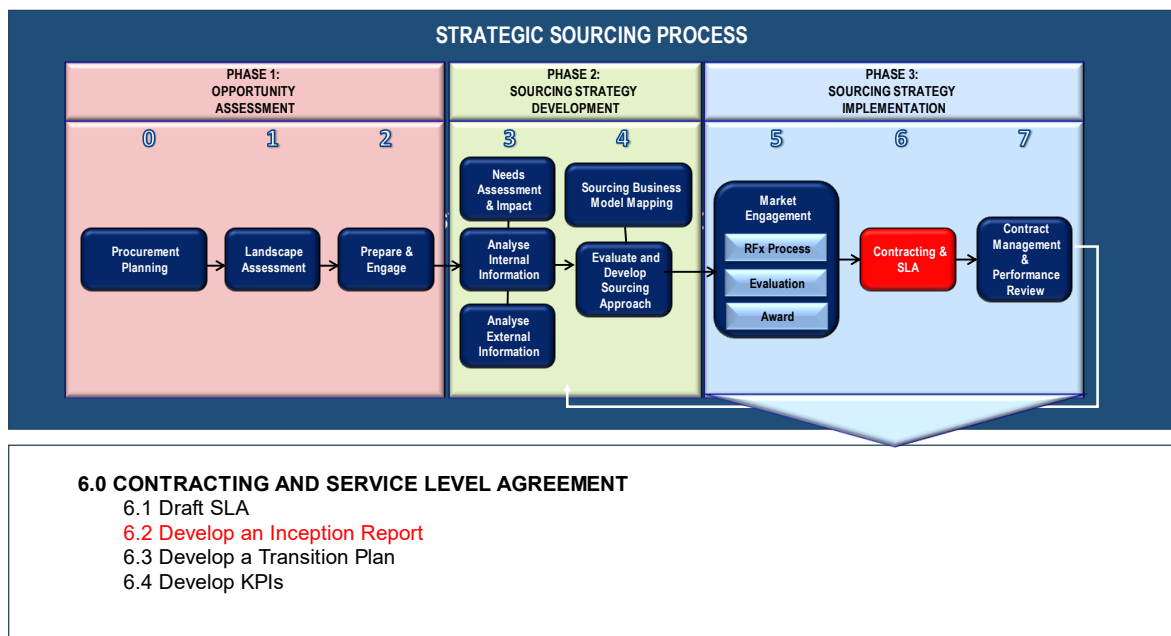 STRATEGIC SOURCING PROCESS
PHASE 1:
OPPORTUNITY
ASSESSMENT
PHASE 2:
SOURCING STRATEGY
DEVELOPMENT
PHASE 3:
SOURCING STRATEGY
IMPLEMENTATION
0
1
2
3
4
5
6
7
Procurement
Planning
Landscape
Assessment
Prepare &
Engage
Needs
Assessment
& Impact
Analyse
Internal
Information
Analyse
External
Information
Sourcing Business
Model Mapping
Evaluate and
Develop
Sourcing
Approach
Market
Engagement
RFx Process
Evaluation
Award
Contracting &
SLA
Contract
Management
&
Performance
Review
6.0 CONTRACTING AND SERVICE LEVEL AGREEMENT
6.1 Draft SLA
6.2 Develop an Inception Report
6.3 Develop a Transition Plan
6.4 Develop KPIs